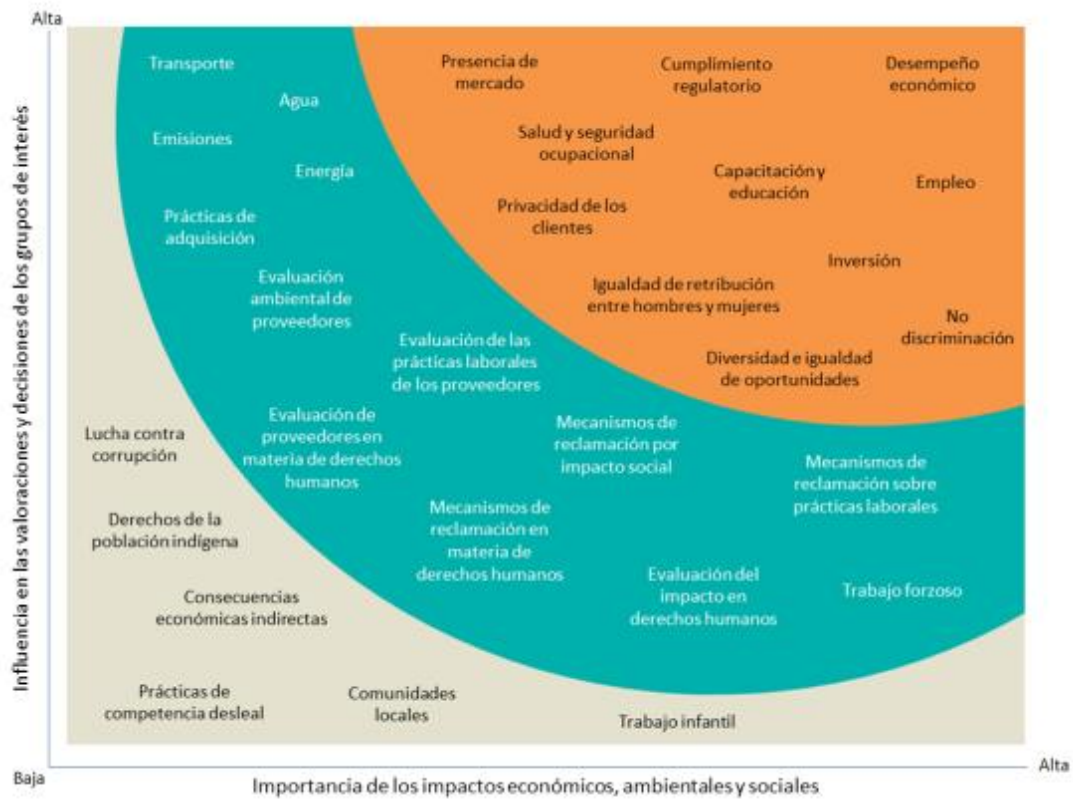 Alta
Influencia en las valoraciones y decisiones de los grupos de interés
Transporte
Agua
Emisiones
Energía
Prácticas de
adquisición
Evaluación
ambiental de
proveedores
Evaluación de las
prácticas laborales
de los proveedores
Evaluación de
proveedores en
materia de derechos
humanos
Mecanismos de
reclamación por
impacto social
Mecanismos de
reclamación sobre
prácticas laborales
Mecanismos de
reclamación en
materia de
derechos humanos
Evaluación del
impacto en
derechos humanos
Trabajo forzoso
Presencia de
mercado
Cumplimiento
regulatorio
Desempeño
económico
Salud y seguridad
ocupacional
Capacitación y
educación
Empleo
Privacidad de los
clientes
Inversión
Igualdad de retribución
entre hombres y mujeres
No
discriminación
Diversidad e igualdad
de oportunidades
Lucha contra
corrupción
Derechos de la
población indígena
Consecuencias
económicas indirectas
Prácticas de
competencia desleal
Comunidades
locales
Trabajo infantil
Baja
Importancia de los impactos económicos, ambientales y sociales
Alta